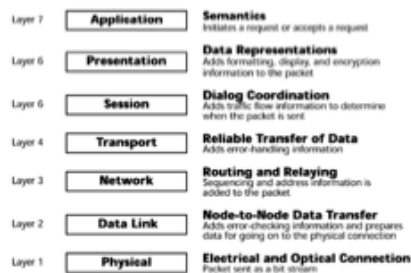 Layer 7 Application Semantics
Initiates a request or accepts a request
Layer 6 Presentation Data Representations
Adds formatting, display, and encryption
information to the packet
Layer 6 Session Dialog Coordination
Adds traffic flow information to determine
when the packet is sent
Layer 4 Transport Reliable Transfer of Data
Adds error-handling information
Layer 3 Network Routing and Relaying
Sequencing and address information is
added to the packet
Layer 2 Data Link Node-to-Node Data Transfer
Adds error-checking information and prepares
data for going on to the physical connection
Layer 1 Physical Electrical and Optical Connection
Packet sent as a bit stream